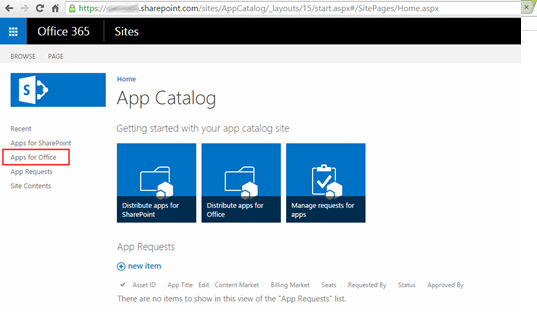 https://.sharepoint.com/sites/AppCatalog/_layouts/15/start.aspx#/SitePages/Home.aspx
Office 365 Sites
BROWSE PAGE
S
Home
App Catalog
Getting started with your app catalog site
Recent
Apps for SharePoint
Apps for Office
App Requests
Site Contents
Distribute apps for SharePoint
Distribute apps for Office
Manage requests for apps
App Requests
new item
Asset ID App Title Edit Content Market Billing Market Seats Requested By Status Approved By
There are no items to show in this view of the "App Requests" list.